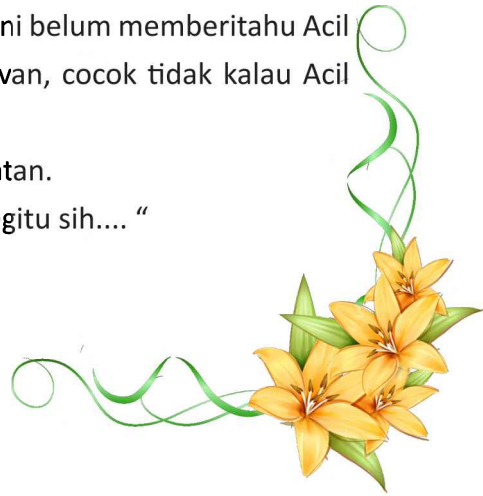 ni belum memberitahu Acil
van, cocok tidak kalau Acil
tan.
gitu sih.... “